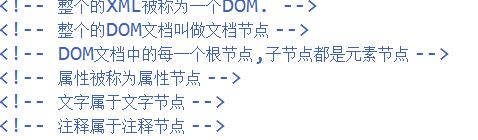 <!-- 整个的XML被称为一个DOM. -->
<!-- 整个的DOM文档叫做文档节点 -->
<!-- DOM文档中的每一个根节点,子节点都是元素节点 -->
<!-- 属性被称为属性节点 -->
<!-- 文字属于文字节点 -->
<!-- 注释属于注释节点 -->